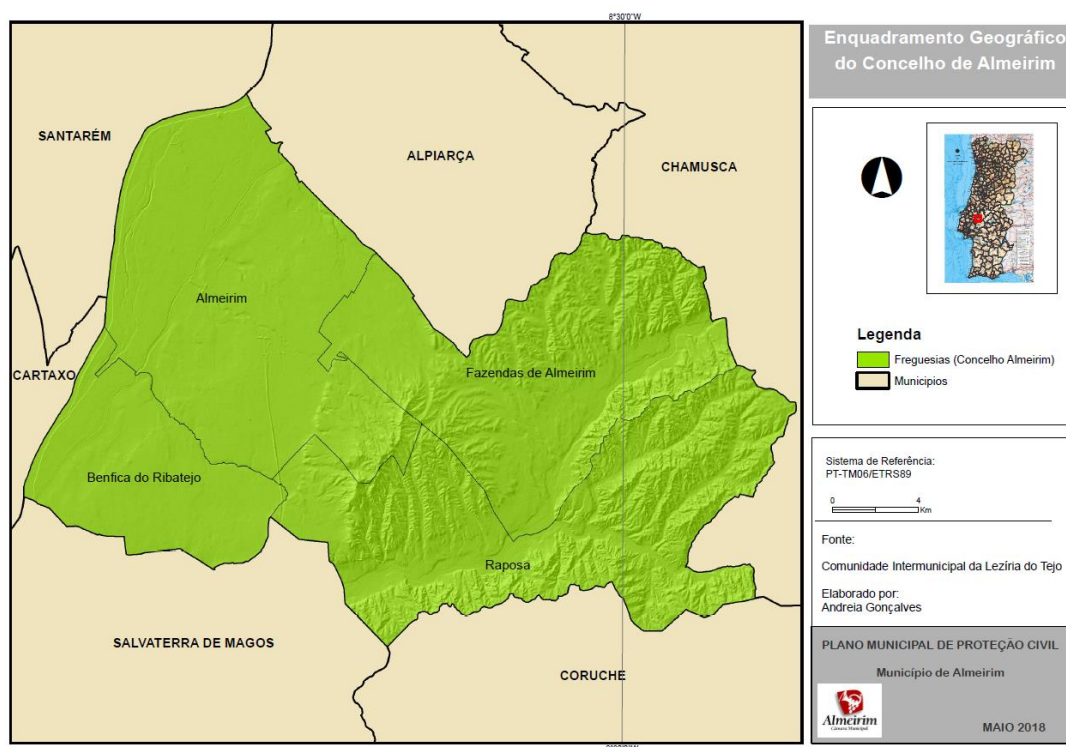 8°30'0"W
Enquadramento Geográfico
do Concelho de Almeirim
SANTARÉM
ALPIARÇA
CHAMUSCA
Almeirim
CARTAXO
Fazendas de Almeirim
Benfica do Ribatejo
Raposa
SALVATERRA DE MAGOS
CORUCHE
Legenda
Freguesias (Concelho Almeirim)
Municipios
Sistema de Referência:
PT-TM06/ETRS89
0 4
Km
Fonte:
Comunidade Intermunicipal da Lezíria do Tejo
Elaborado por:
Andreia Gonçalves
PLANO MUNICIPAL DE PROTEÇÃO CIVIL
Município de Almeirim
Almeirim
Câmara Municipal
MAIO 2018